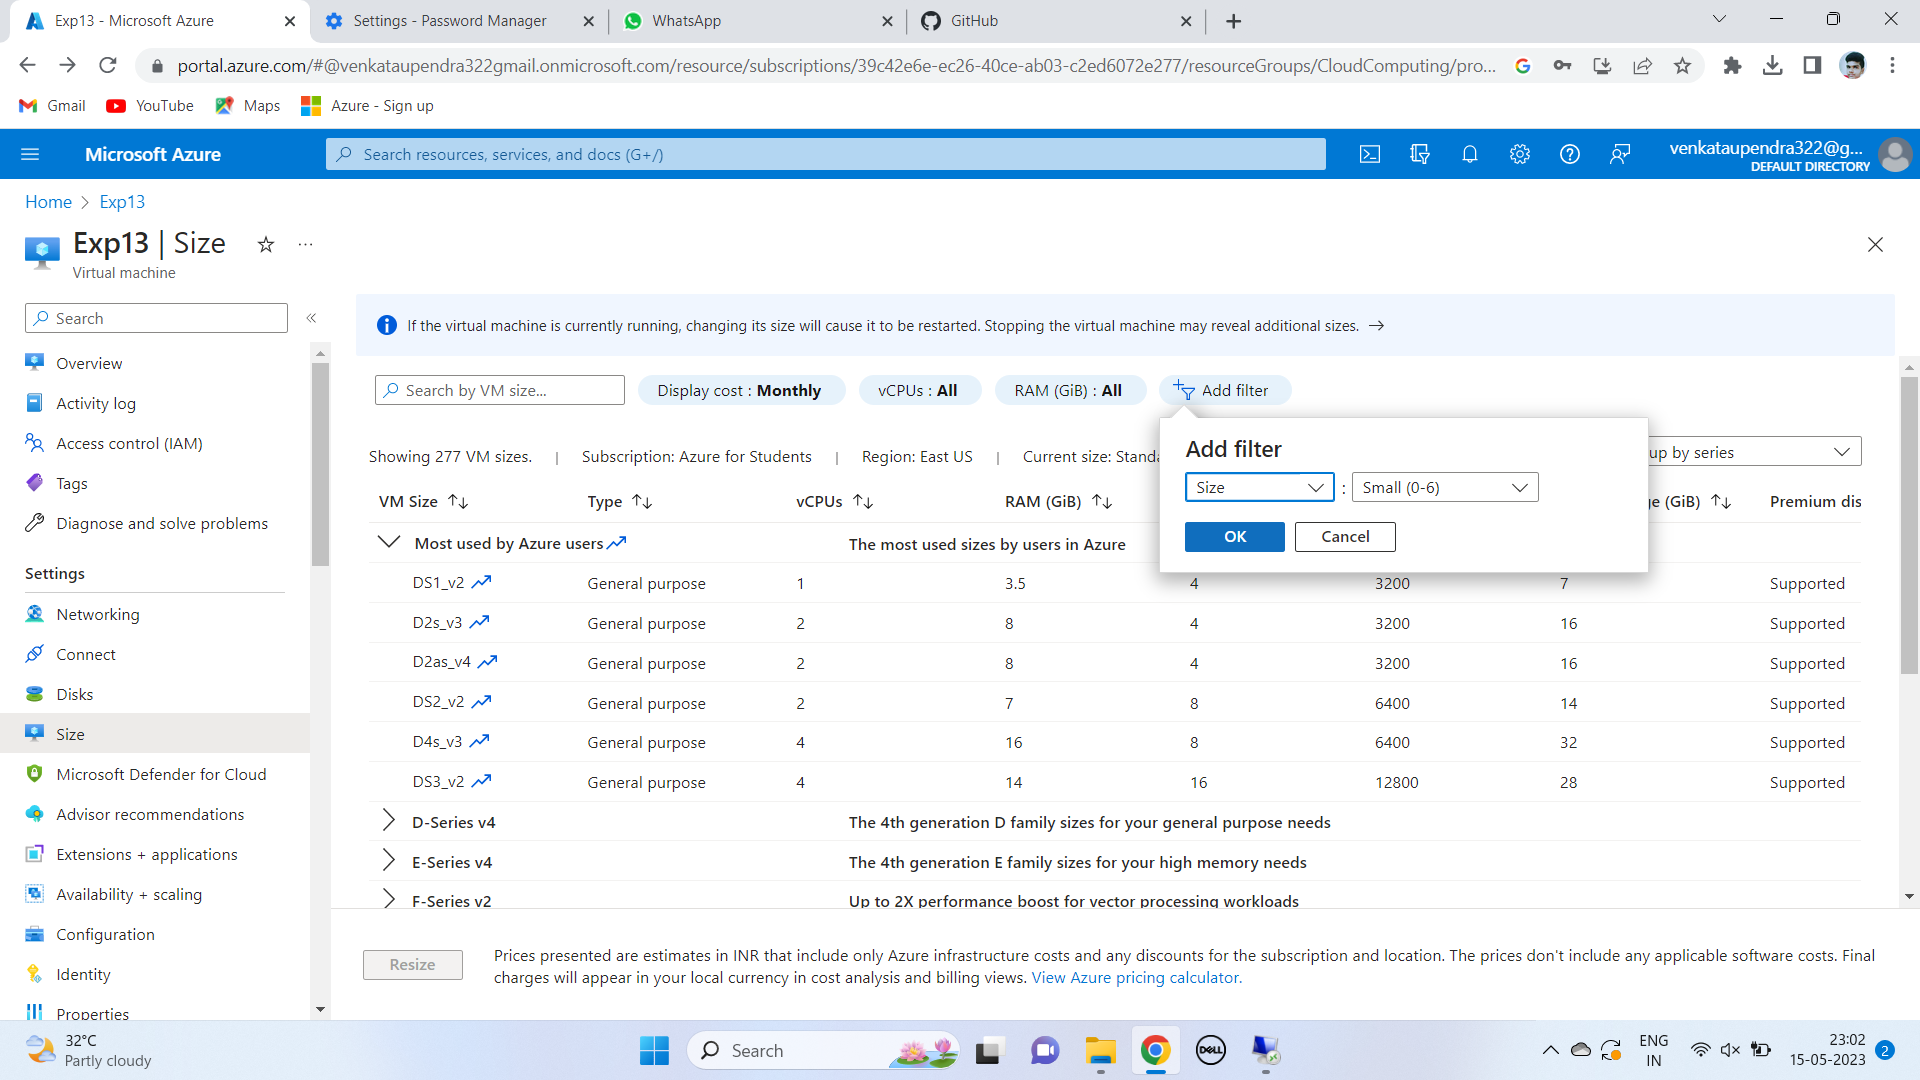 Exp13 - Microsoft Azure
Settings - Password Manager
WhatsApp
GitHub
portal.azure.com/#@venkataupendra322gmail.onmicrosoft.com/resource/subscriptions/39c42e6e-ec26-40ce-ab03-c2ed6072e277/resourceGroups/CloudComputing/pro...
Gmail
YouTube
Maps
Azure - Sign up
Microsoft Azure
Search resources, services, and docs (G+/)
venkataupendra322@g...
DEFAULT DIRECTORY
Home > Exp13
Exp13 | Size
Virtual machine
Search
Overview
Activity log
Access control (IAM)
Tags
Diagnose and solve problems
Settings
Networking
Connect
Disks
Size
Microsoft Defender for Cloud
Advisor recommendations
Extensions + applications
Availability + scaling
Configuration
Identity
Properties
If the virtual machine is currently running, changing its size will cause it to be restarted. Stopping the virtual machine may reveal additional sizes.
Search by VM size...
Display cost : Monthly
vCPUs : All
RAM (GiB) : All
Add filter
Showing 277 VM sizes. | Subscription: Azure for Students | Region: East US | Current size: Standa
up by series
Add filter
Size : Small (0-6)
OK Cancel
VM Size Type vCPUs RAM (GiB) ge (GiB) Premium dis
Most used by Azure users The most used sizes by users in Azure
DS1_v2 General purpose 1 3.5 4 3200 7 Supported
D2s_v3 General purpose 2 8 4 3200 16 Supported
D2as_v4 General purpose 2 8 4 3200 16 Supported
DS2_v2 General purpose 2 7 8 6400 14 Supported
D4s_v3 General purpose 4 16 8 6400 32 Supported
DS3_v2 General purpose 4 14 16 12800 28 Supported
D-Series v4 The 4th generation D family sizes for your general purpose needs
E-Series v4 The 4th generation E family sizes for your high memory needs
F-Series v2 Up to 2X performance boost for vector processing workloads
Resize
Prices presented are estimates in INR that include only Azure infrastructure costs and any discounts for the subscription and location. The prices don't include any applicable software costs. Final
charges will appear in your local currency in cost analysis and billing views. View Azure pricing calculator.
32°C
Partly cloudy
Search
DELL
ENG
IN
23:02
15-05-2023
2